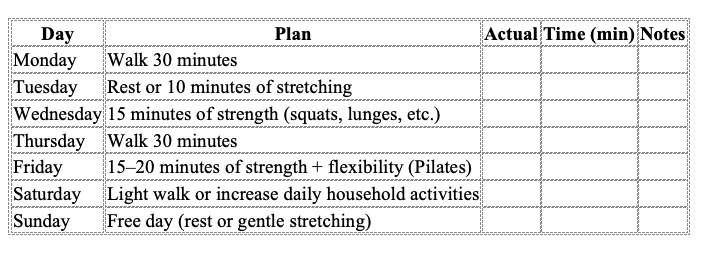 Day Plan Actual Time (min) Notes
Monday Walk 30 minutes
Tuesday Rest or 10 minutes of stretching
Wednesday 15 minutes of strength (squats, lunges, etc.)
Thursday Walk 30 minutes
Friday 15–20 minutes of strength + flexibility (Pilates)
Saturday Light walk or increase daily household activities
Sunday Free day (rest or gentle stretching)